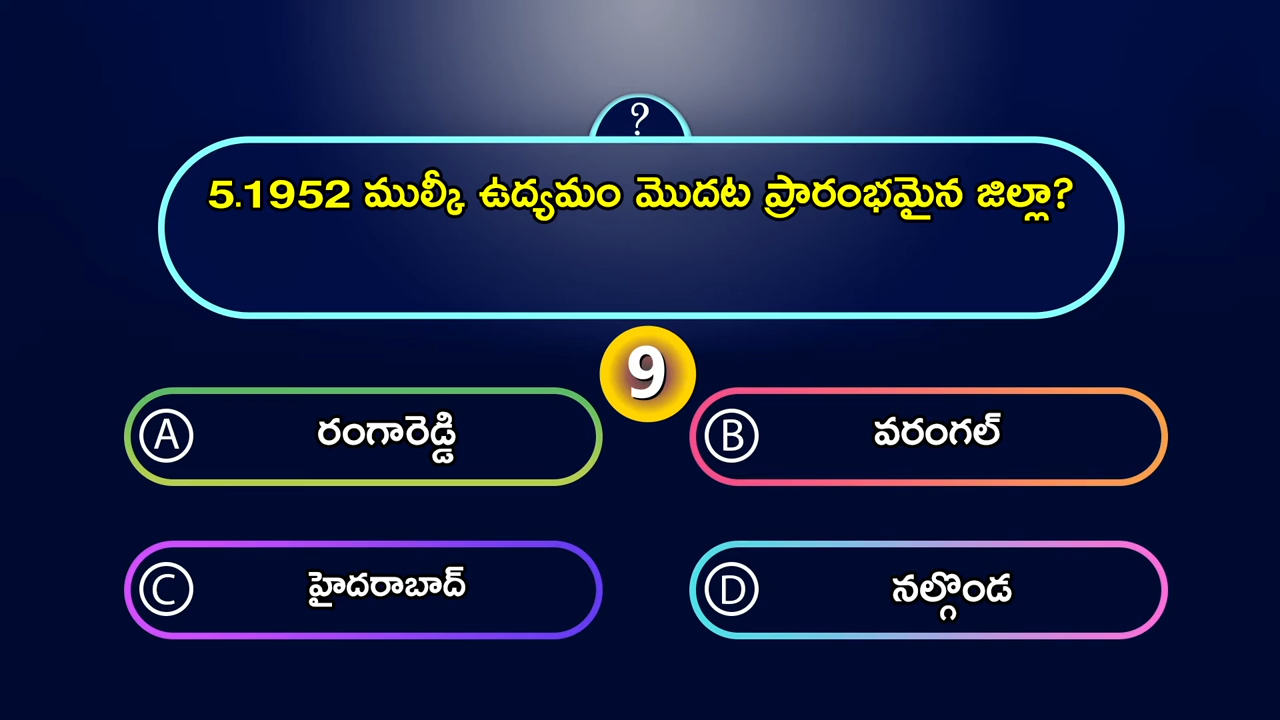 ?
5.1952 ముల్కీ ఉద్యమం మొదట ప్రారంభమైన జిల్లా?
9
A రంగారెడ్డి
B వరంగల్
C హైదరాబాద్
D నల్గొండ